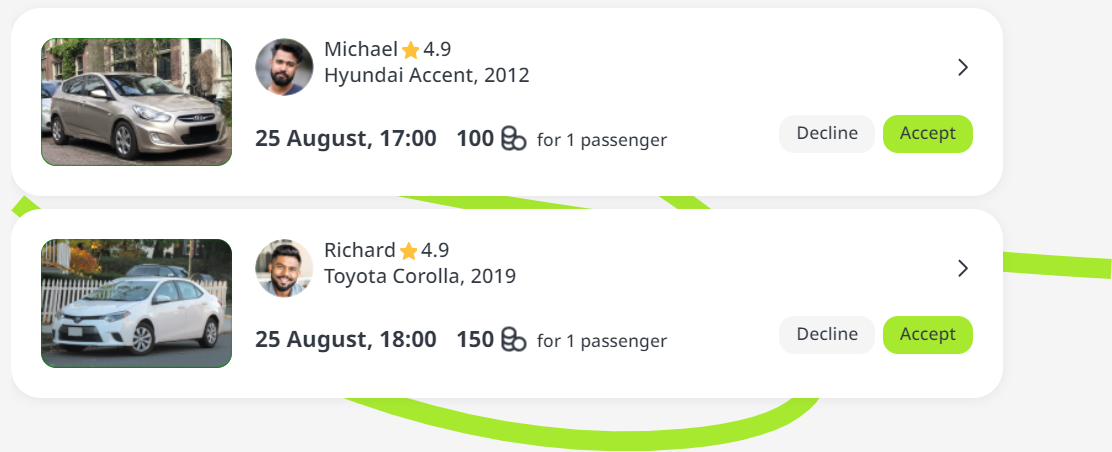 Michael 4.9
Hyundai Accent, 2012
25 August, 17:00 100 for 1 passenger
Decline
Accept
Richard 4.9
Toyota Corolla, 2019
25 August, 18:00 150 for 1 passenger
Decline
Accept